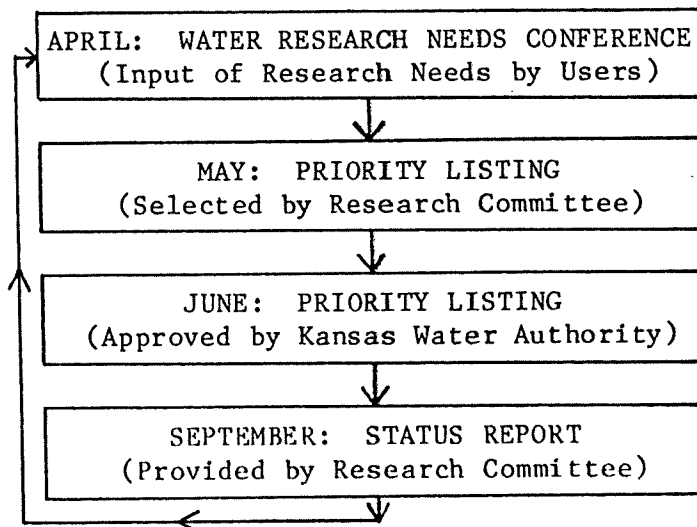 APRIL: WATER RESEARCH NEEDS CONFERENCE
(Input of Research Needs by Users)
MAY: PRIORITY LISTING
(Selected by Research Committee)
JUNE: PRIORITY LISTING
(Approved by Kansas Water Authority)
SEPTEMBER: STATUS REPORT
(Provided by Research Committee)